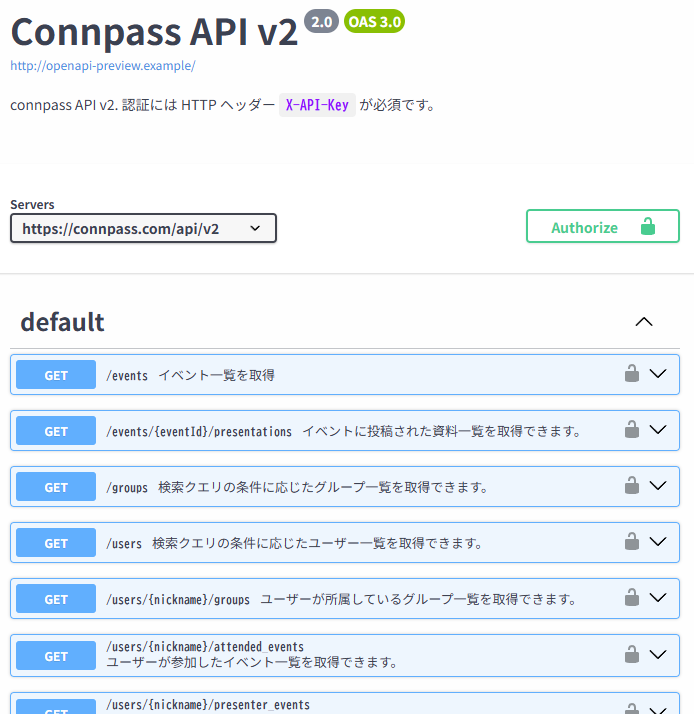 Connpass API v2 2.0 OAS 3.0
http://openapi-preview.example/
connpass API v2. 認証には HTTP ヘッダー X-API-Key が必須です。
Servers
https://connpass.com/api/v2
Authorize
default
GET /events イベント一覧を取得
GET /events/{eventId}/presentations イベントに投稿された資料一覧を取得できます。
GET /groups 検索クエリの条件に応じたグループ一覧を取得できます。
GET /users 検索クエリの条件に応じたユーザー一覧を取得できます。
GET /users/{nickname}/groups ユーザーが所属しているグループ一覧を取得できます。
GET /users/{nickname}/attended_events
ユーザーが参加したイベント一覧を取得できます。
GET /users/{nickname}/presenter_events